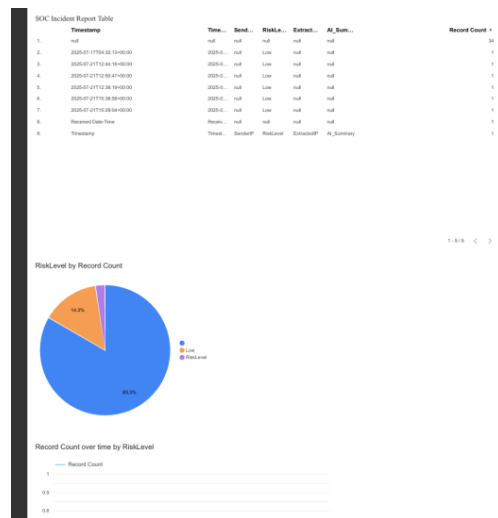 SOC Incident Report Table
Timestamp Time... Send... RiskLe... Extract... AI_Sum... Record Count
1. null null null null null null 34
2. 2025-07-17T04:32:13+00:00 2025-0... null Low null null 1
3. 2025-07-21T12:44:16+00:00 2025-0... null Low null null 1
4. 2025-07-21T12:50:47+00:00 2025-0... null Low null null 1
5. 2025-07-21T12:38:19+00:00 2025-0... null Low null null 1
6. 2025-07-21T15:38:58+00:00 2025-0... null Low null null 1
7. 2025-07-21T15:29:04+00:00 2025-0... null Low null null 1
8. Received Date-Time Receiv... null null null null 1
9. Timestamp Timest... SenderIP RiskLevel ExtractedIP AI_Summary 1
1 - 9 / 9
RiskLevel by Record Count
14.3%
83.3%
Low
RiskLevel
Record Count over time by RiskLevel
Record Count
1
0.8
0.6